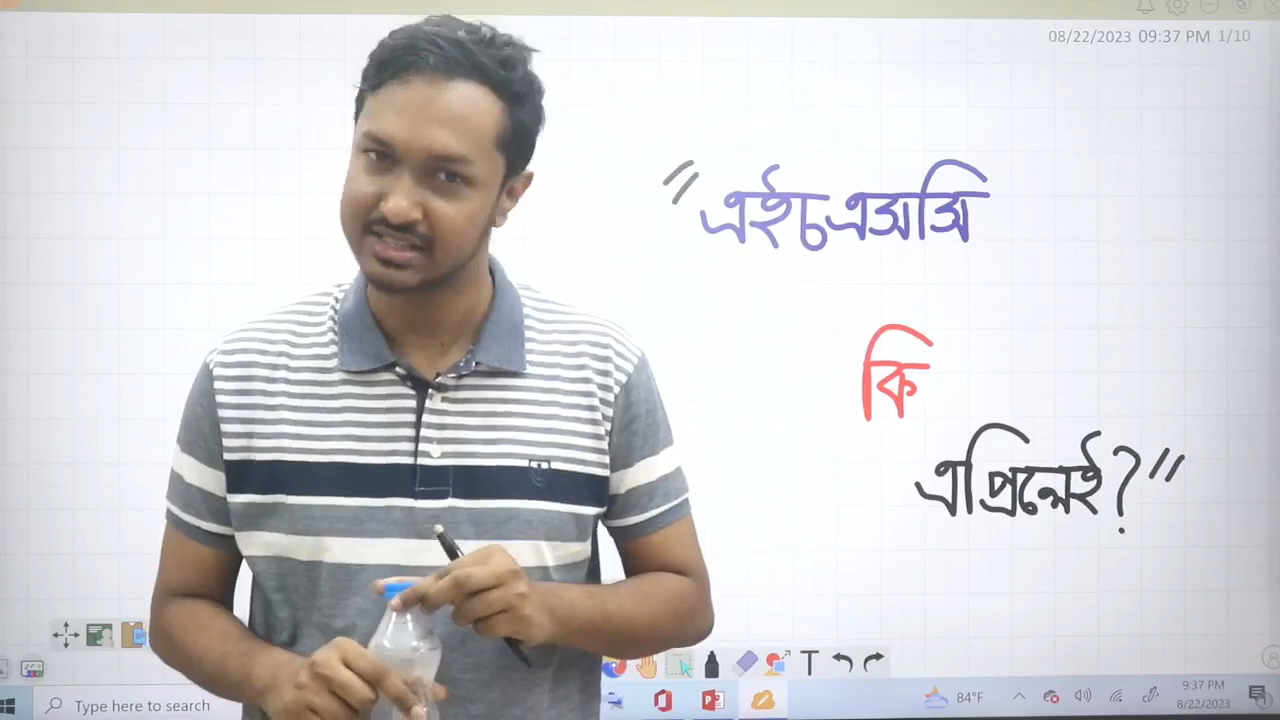 08/22/2023 09:37 PM 1/10
"এইচএসসি
কি
এপ্রিলেই?"
T
Type here to search
84°F
9:37 PM
8/22/2023